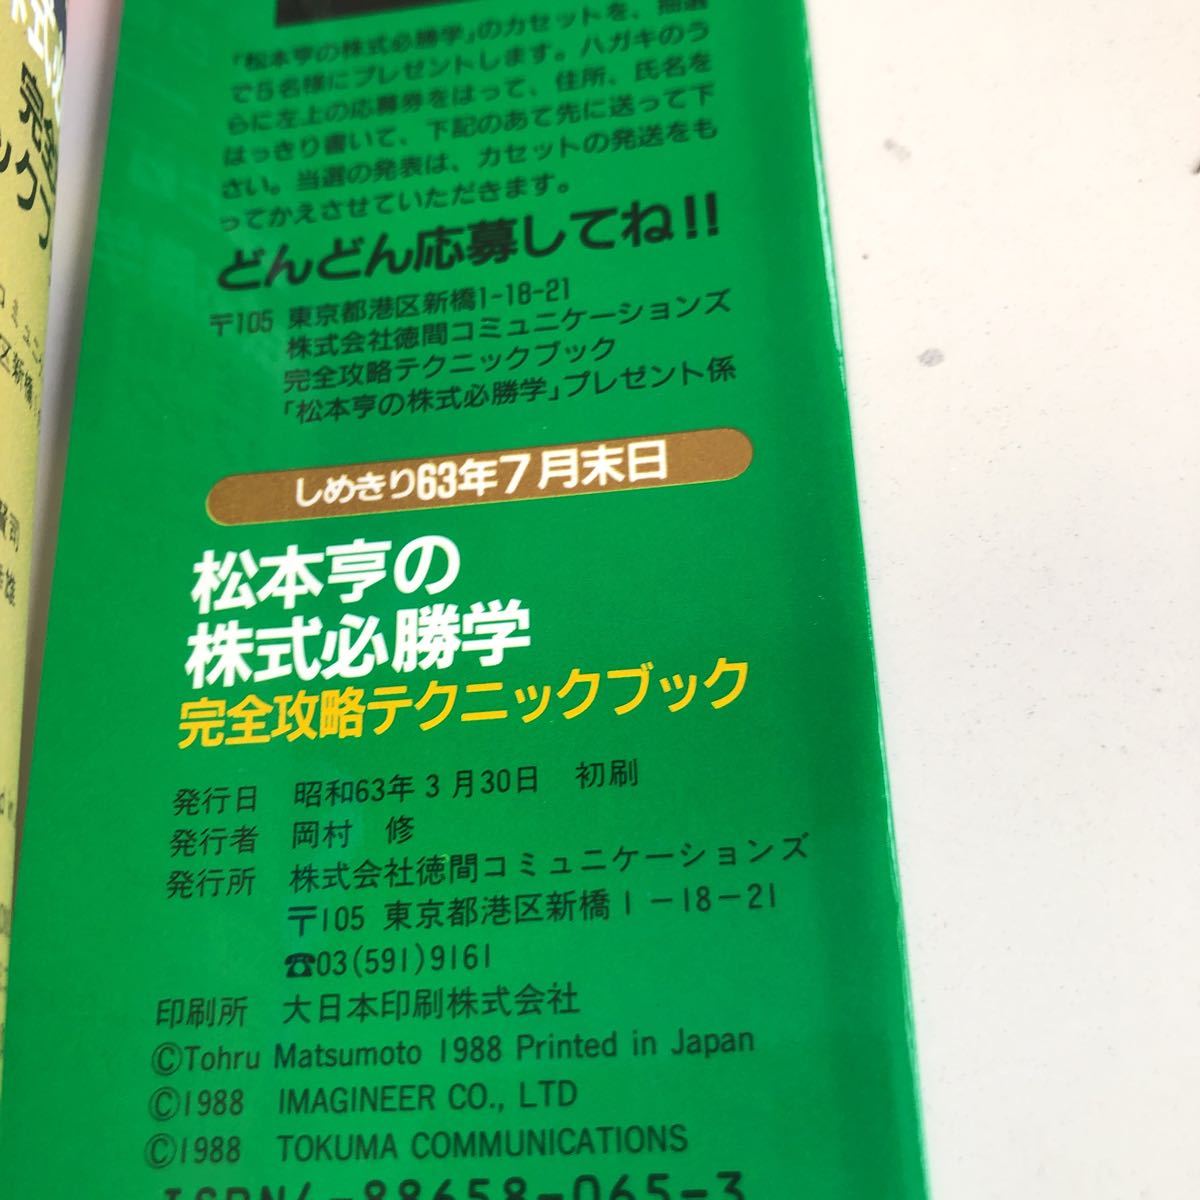 「松本亨の株式必勝学」のカセットを、抽選
で5名様にプレゼントします。ハガキのう
らに左上の応募券をはって、住所、氏名を
はっきり書いて、下記のあて先に送って下
さい。当選の発表は、カセットの発送をも
ってかえさせていただきます。
どんどん応募してね!!
〒105 東京都港区新橋1-18-21
株式会社徳間コミュニケーションズ
完全攻略テクニックブック
「松本亨の株式必勝学」プレゼント係
しめきり63年7月末日
松本亨の
株式必勝学
完全攻略テクニックブック
発行日 昭和63年3月30日 初刷
発行者 岡村 修
発行所 株式会社徳間コミュニケーションズ
〒105 東京都港区新橋1-18-21
☎03(591)9161
印刷所 大日本印刷株式会社
©Tohru Matsumoto 1988 Printed in Japan
©1988 IMAGINEER CO., LTD
©1988 TOKUMA COMMUNICATIONS
ISBN4-88658-065-3